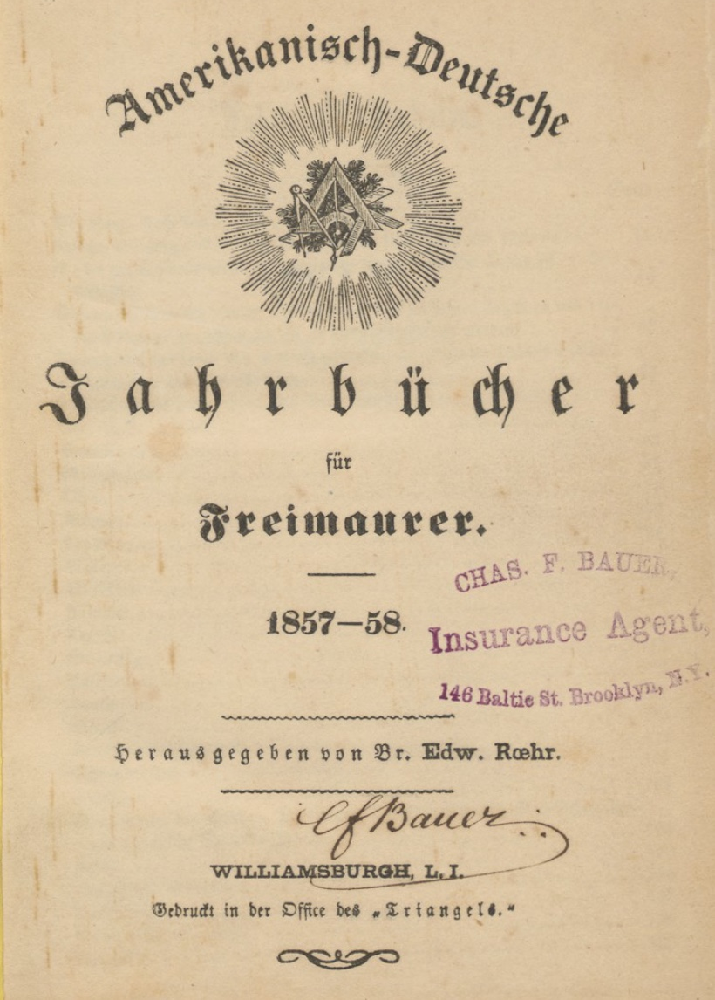 Amerikanisch-Deutsche
Jahrbücher
für
Freimaurer.
1857—58.
CHAS. F. BAUER,
Insurance Agent,
146 Baltic St. Brooklyn, N.Y.
Herausgegeben von Br. Edw. Rœhr.
CfBauer
WILLIAMSBURGH, L. I.
Gedruckt in der Office des „Triangels.“